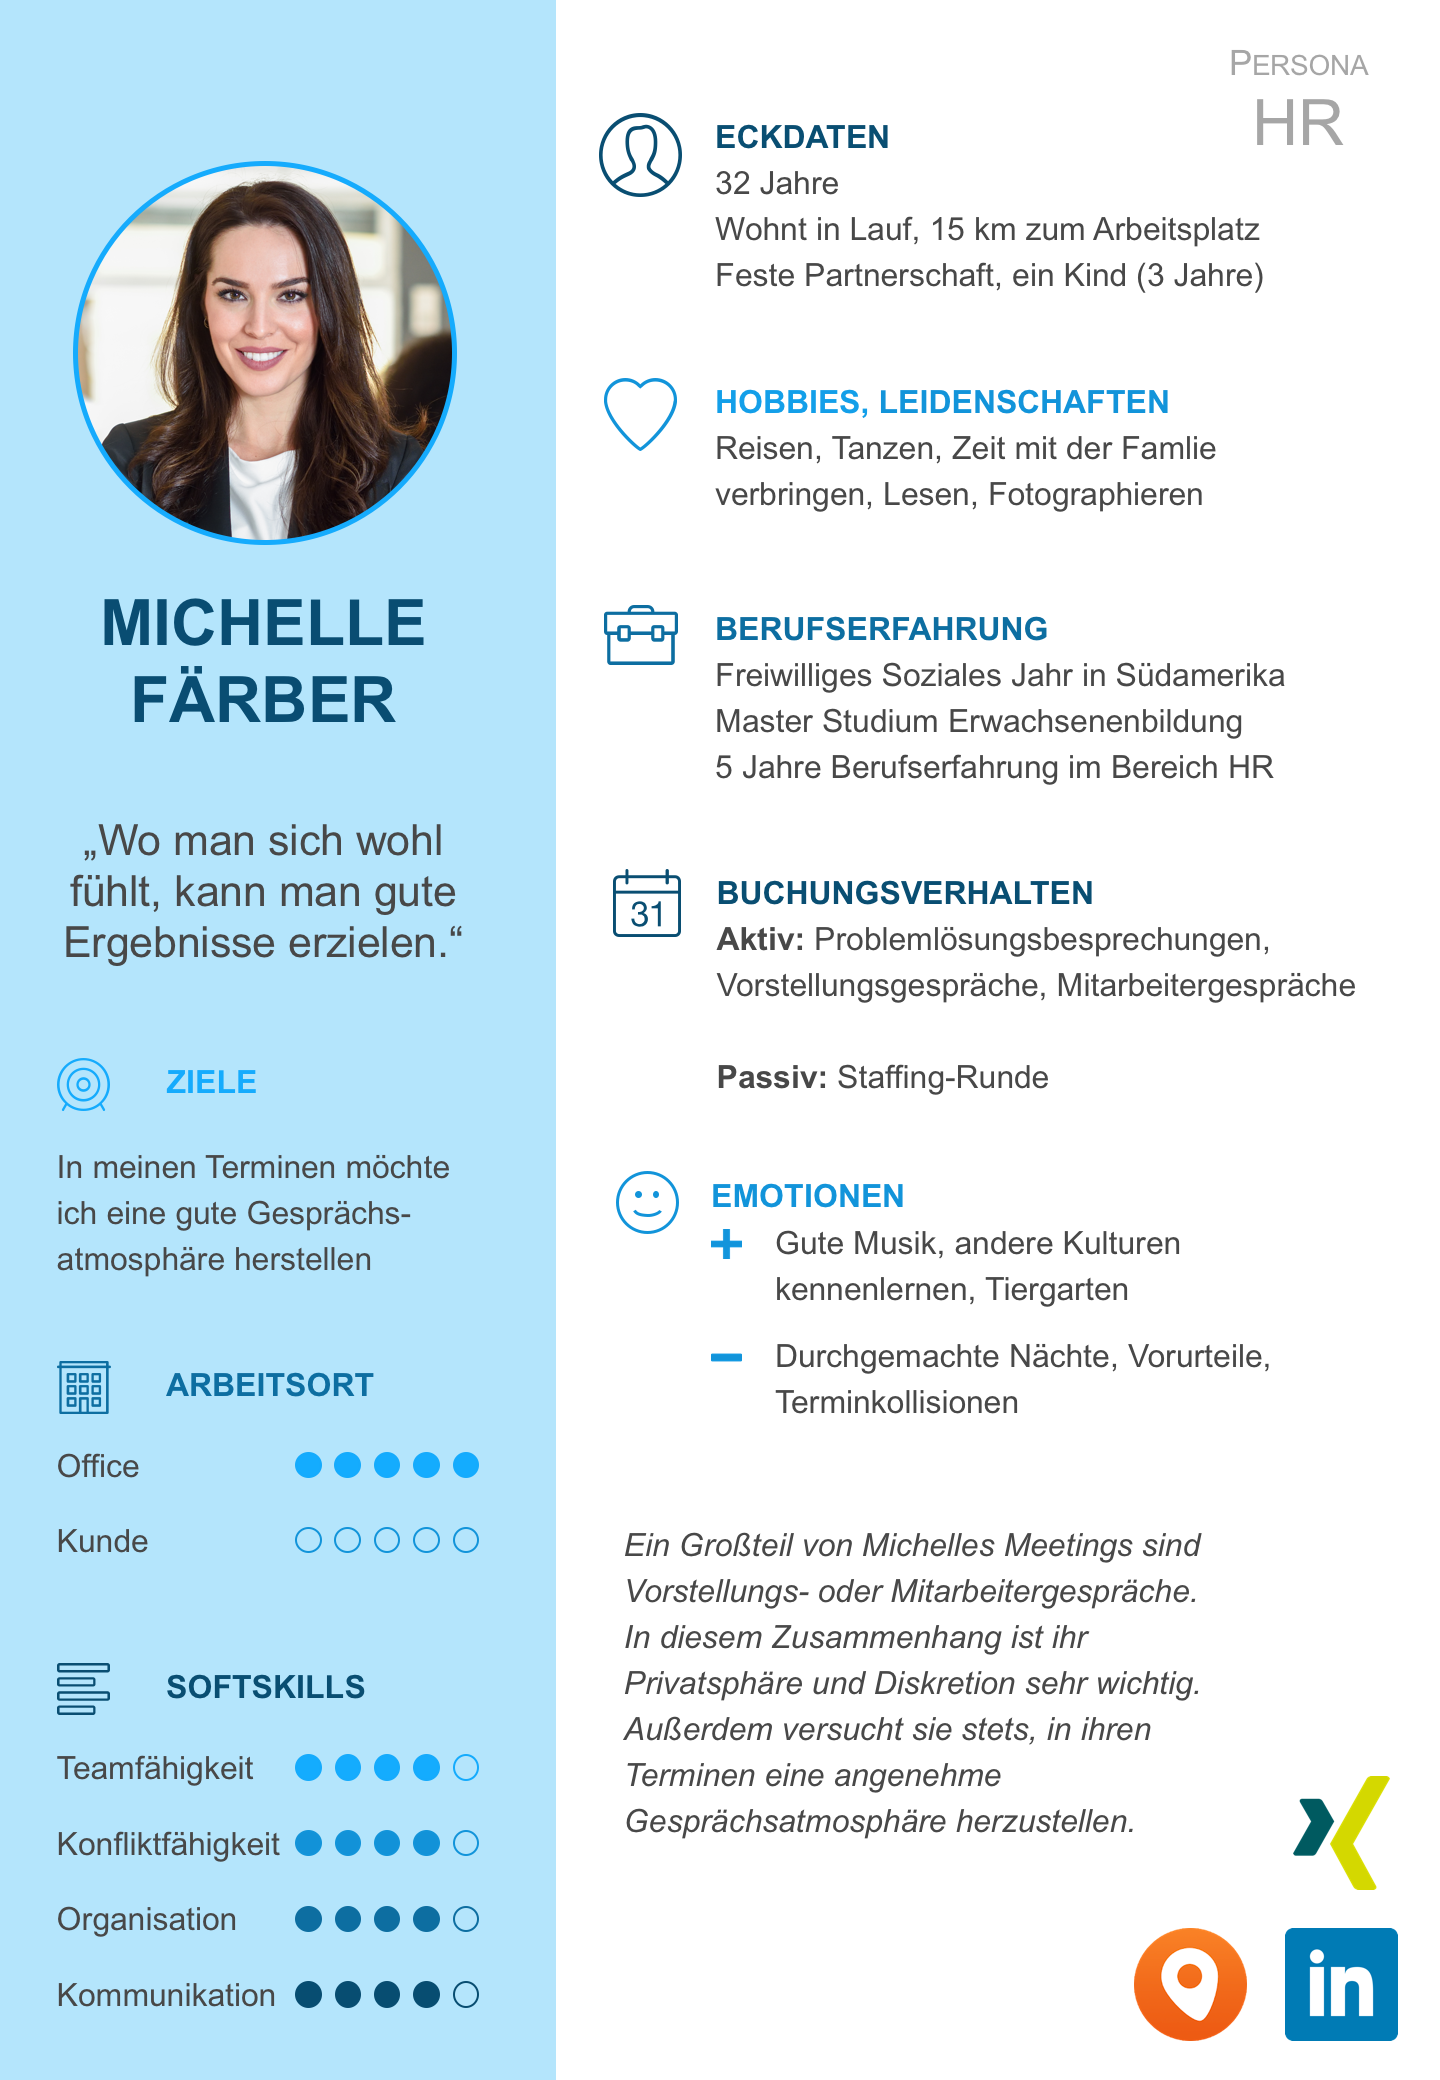 PERSONA
HR
MICHELLE
FÄRBER
„Wo man sich wohl
fühlt, kann man gute
Ergebnisse erzielen.“
ZIELE
In meinen Terminen möchte
ich eine gute Gesprächs-
atmosphäre herstellen
ARBEITSORT
Office
Kunde
SOFTSKILLS
Teamfähigkeit
Konfliktfähigkeit
Organisation
Kommunikation
ECKDATEN
32 Jahre
Wohnt in Lauf, 15 km zum Arbeitsplatz
Feste Partnerschaft, ein Kind (3 Jahre)
HOBBIES, LEIDENSCHAFTEN
Reisen, Tanzen, Zeit mit der Famlie
verbringen, Lesen, Fotographieren
BERUFSERFAHRUNG
Freiwilliges Soziales Jahr in Südamerika
Master Studium Erwachsenenbildung
5 Jahre Berufserfahrung im Bereich HR
31
BUCHUNGSVERHALTEN
Aktiv: Problemlösungsbesprechungen,
Vorstellungsgespräche, Mitarbeitergespräche
Passiv: Staffing-Runde
EMOTIONEN
+ Gute Musik, andere Kulturen
kennenlernen, Tiergarten
− Durchgemachte Nächte, Vorurteile,
Terminkollisionen
Ein Großteil von Michelles Meetings sind
Vorstellungs- oder Mitarbeitergespräche.
In diesem Zusammenhang ist ihr
Privatsphäre und Diskretion sehr wichtig.
Außerdem versucht sie stets, in ihren
Terminen eine angenehme
Gesprächsatmosphäre herzustellen.
in